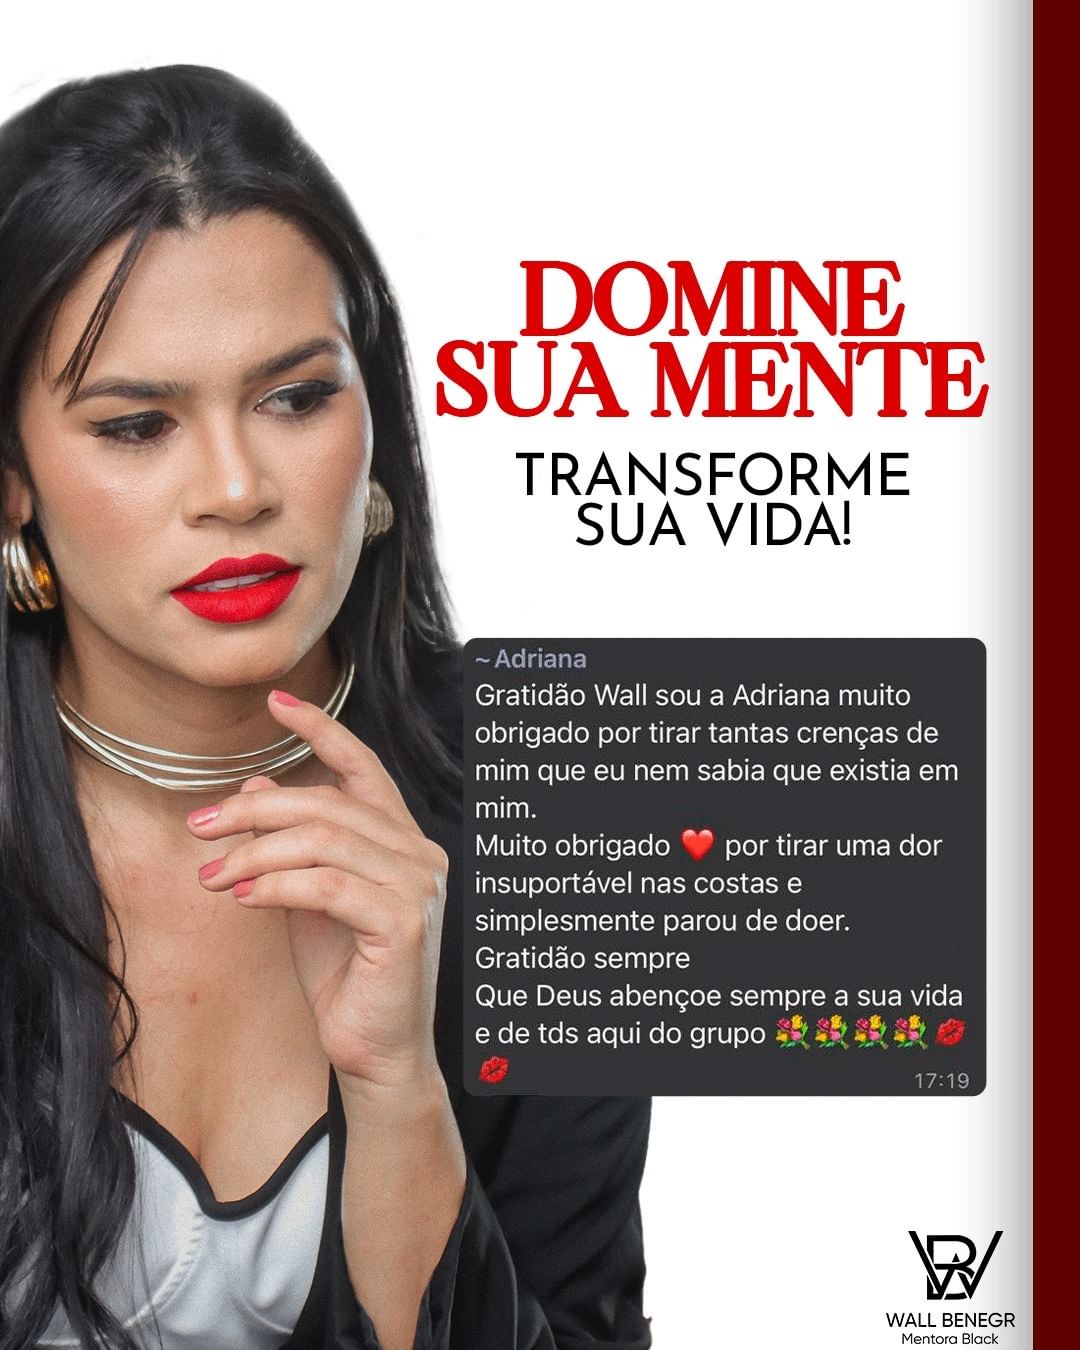 DOMINE
SUA MENTE
TRANSFORME
SUA VIDA!
~Adriana
Gratidão Wall sou a Adriana muito
obrigado por tirar tantas crenças de
mim que eu nem sabia que existia em
mim.
Muito obrigado ❤️ por tirar uma dor
insuportável nas costas e
simplesmente parou de doer.
Gratidão sempre
Que Deus abençoe sempre a sua vida
e de tds aqui do grupo 💐💐💐💐💋
💋
17:19
WB
WALL BENEGR
Mentora Black